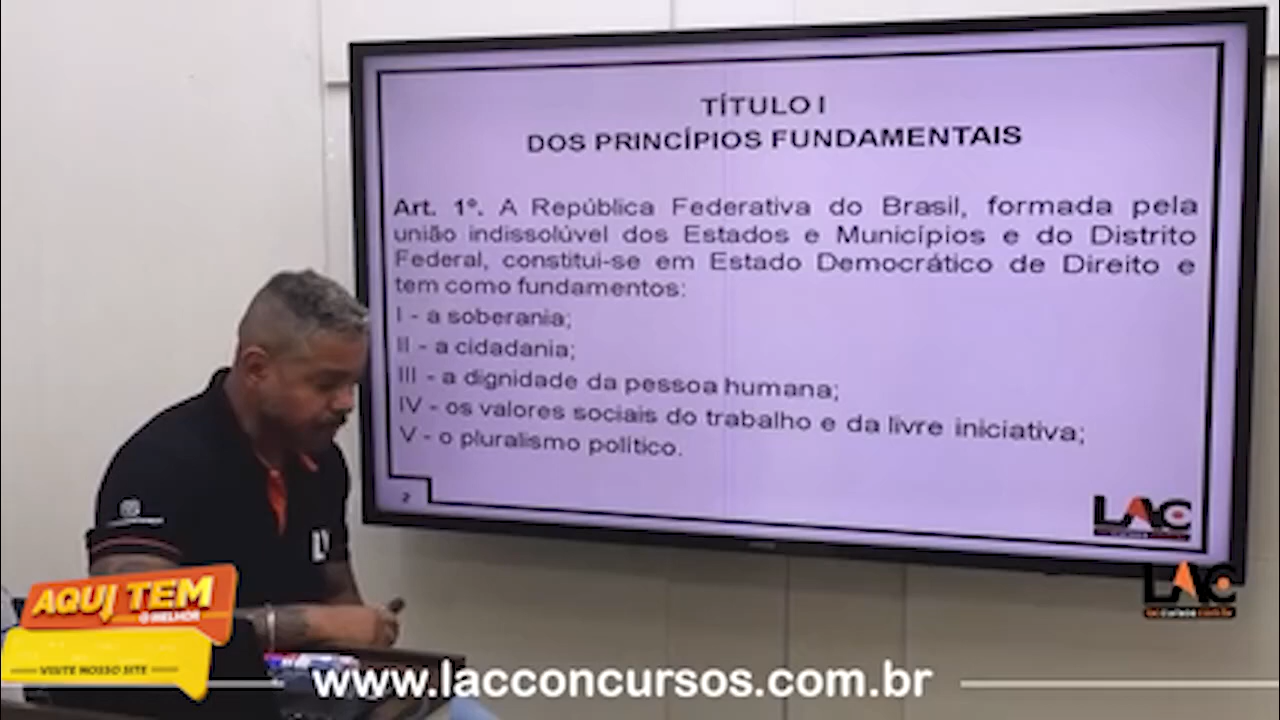 TÍTULO I
DOS PRINCÍPIOS FUNDAMENTAIS
Art. 1º. A República Federativa do Brasil, formada pela
união indissolúvel dos Estados e Municípios e do Distrito
Federal, constitui-se em Estado Democrático de Direito e
tem como fundamentos:
I - a soberania;
II - a cidadania;
III - a dignidade da pessoa humana;
IV - os valores sociais do trabalho e da livre iniciativa;
V - o pluralismo político.
2
LAC
LAC
AQUI TEM
O MELHOR
VISITE NOSSO SITE
www.lacconcursos.com.br